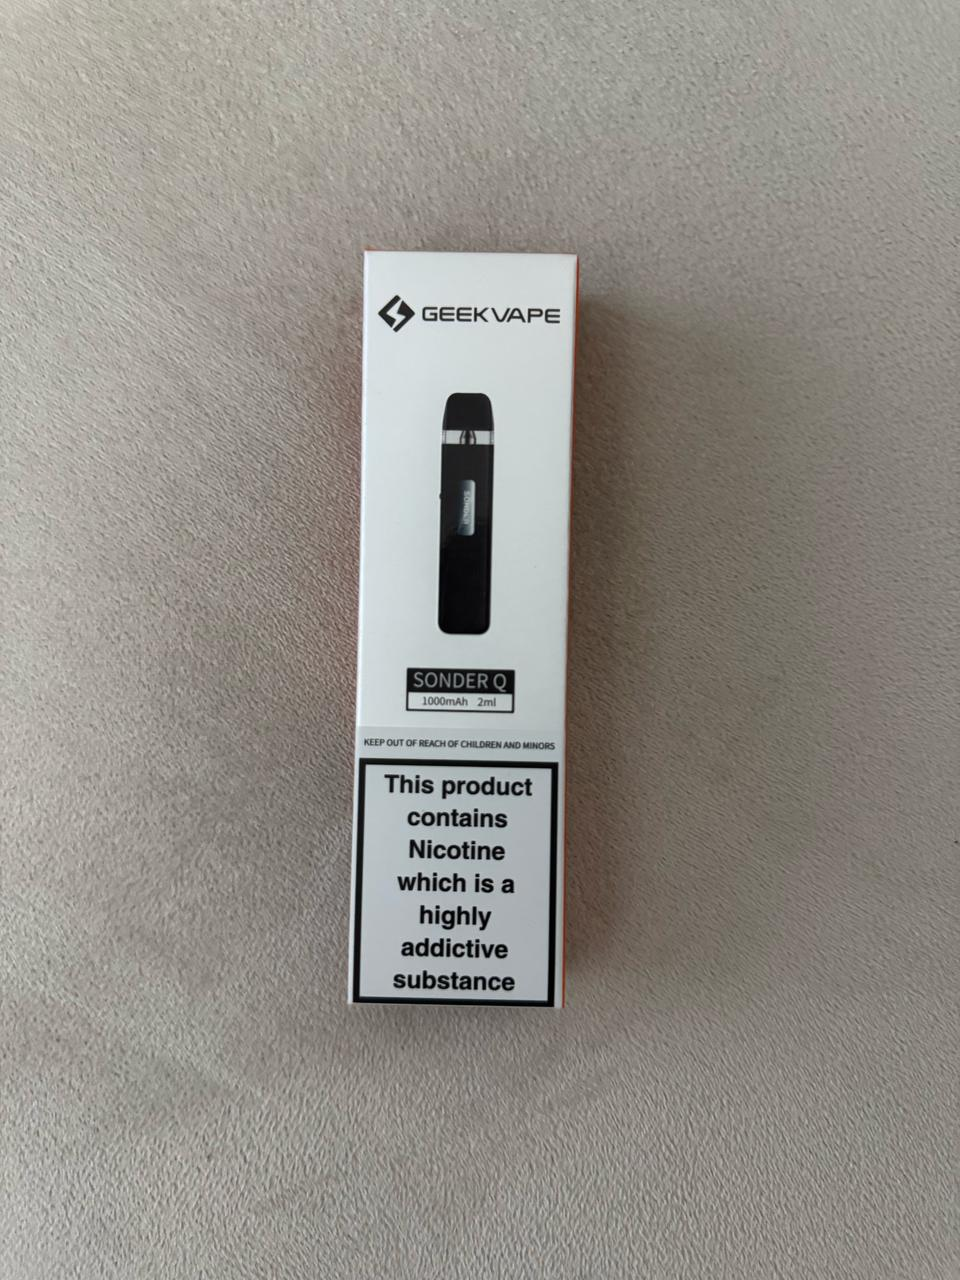 GEEKVAPE
SONDER
SONDER Q
1000mAh 2ml
KEEP OUT OF REACH OF CHILDREN AND MINORS
This product
contains
Nicotine
which is a
highly
addictive
substance